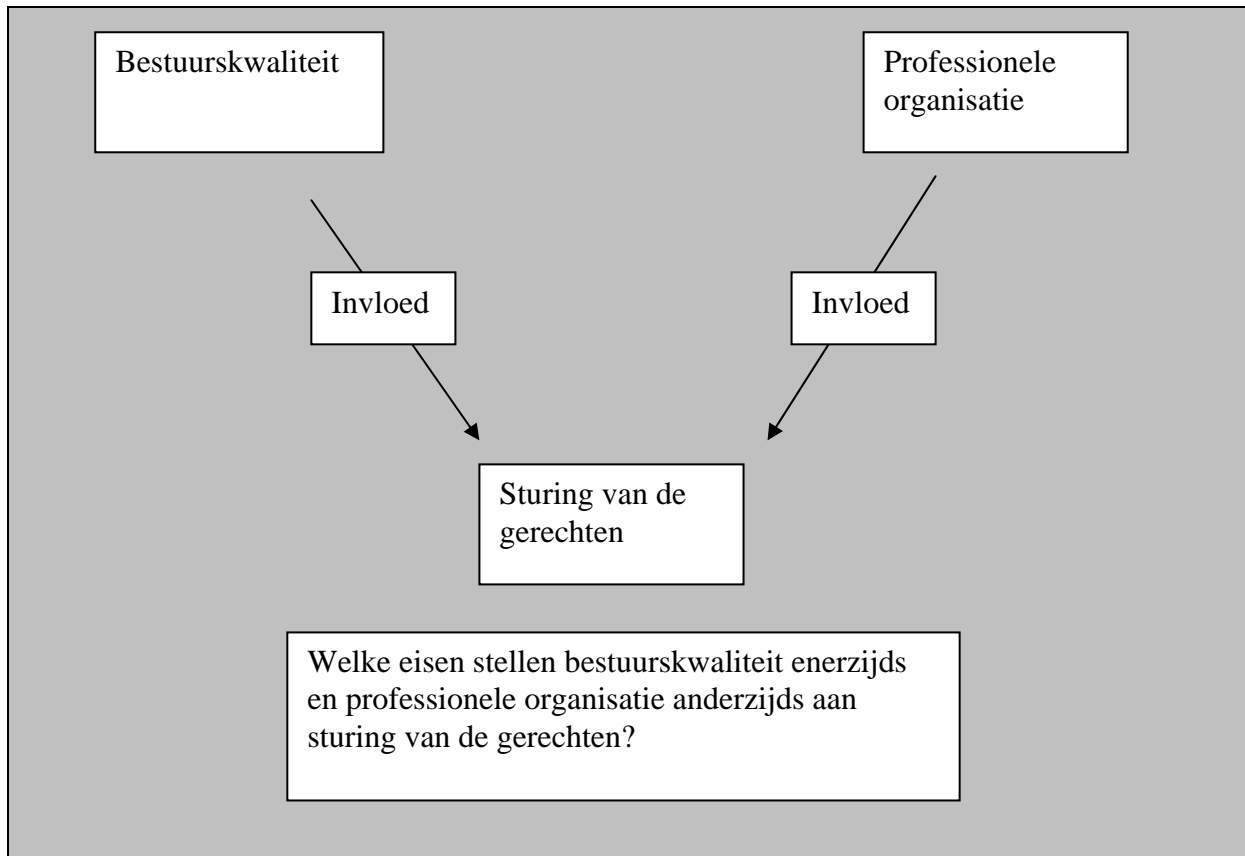 Bestuurskwaliteit
Professionele
organisatie
Invloed
Invloed
Sturing van de
gerechten
Welke eisen stellen bestuurskwaliteit enerzijds
en professionele organisatie anderzijds aan
sturing van de gerechten?